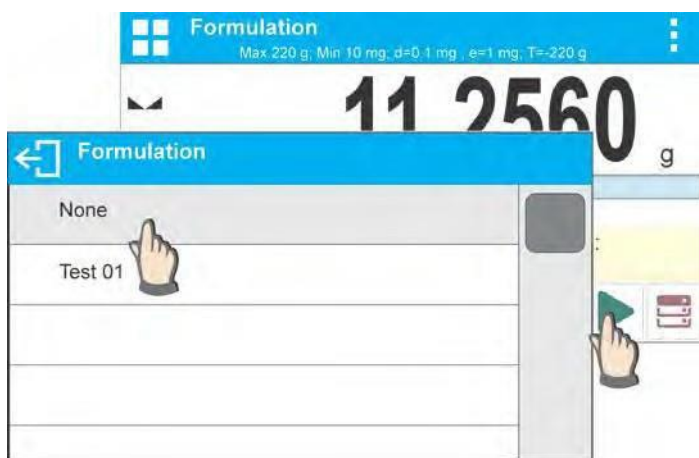 Formulation
Max 220 g; Min 10 mg; d=0.1 mg , e=1 mg; T=-220 g
11.2560
g
Formulation
None
Test 01
: